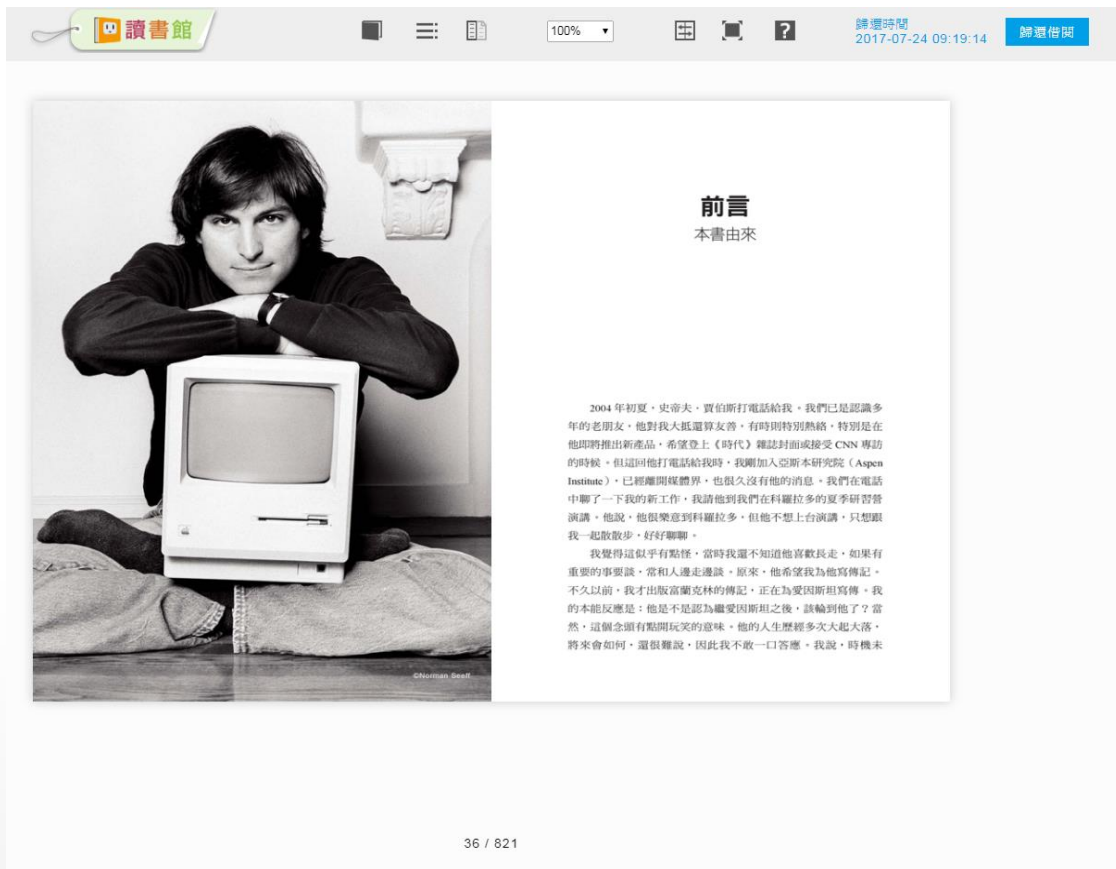 讀書館
100%
?
歸還時間
2017-07-24 09:19:14
歸還借閱
©Norman Seeff
前言
本書由來
2004 年初夏，史帝夫．賈伯斯打電話給我。我們已是認識多
年的老朋友，他對我大抵還算友善，有時則特別熱絡，特別是在
他即將推出新產品，希望登上《時代》雜誌封面或接受 CNN 專訪
的時候。但這回他打電話給我時，我剛加入亞斯本研究院（Aspen
Institute），已經離開媒體界，也很久沒有他的消息。我們在電話
中聊了一下我的新工作，我請他到我們在科羅拉多的夏季研習營
演講。他說，他很樂意到科羅拉多，但他不想上台演講，只想跟
我一起散散步，好好聊聊。
我覺得這似乎有點怪，當時我還不知道他喜歡長走，如果有
重要的事要談，常和人邊走邊談。原來，他希望我為他寫傳記。
不久以前，我才出版富蘭克林的傳記，正在為愛因斯坦寫傳。我
的本能反應是：他是不是認為繼愛因斯坦之後，該輪到他了？當
然，這個念頭有點開玩笑的意味。他的人生歷經多次大起大落，
將來會如何，還很難說，因此我不敢一口答應。我說，時機未
36 / 821